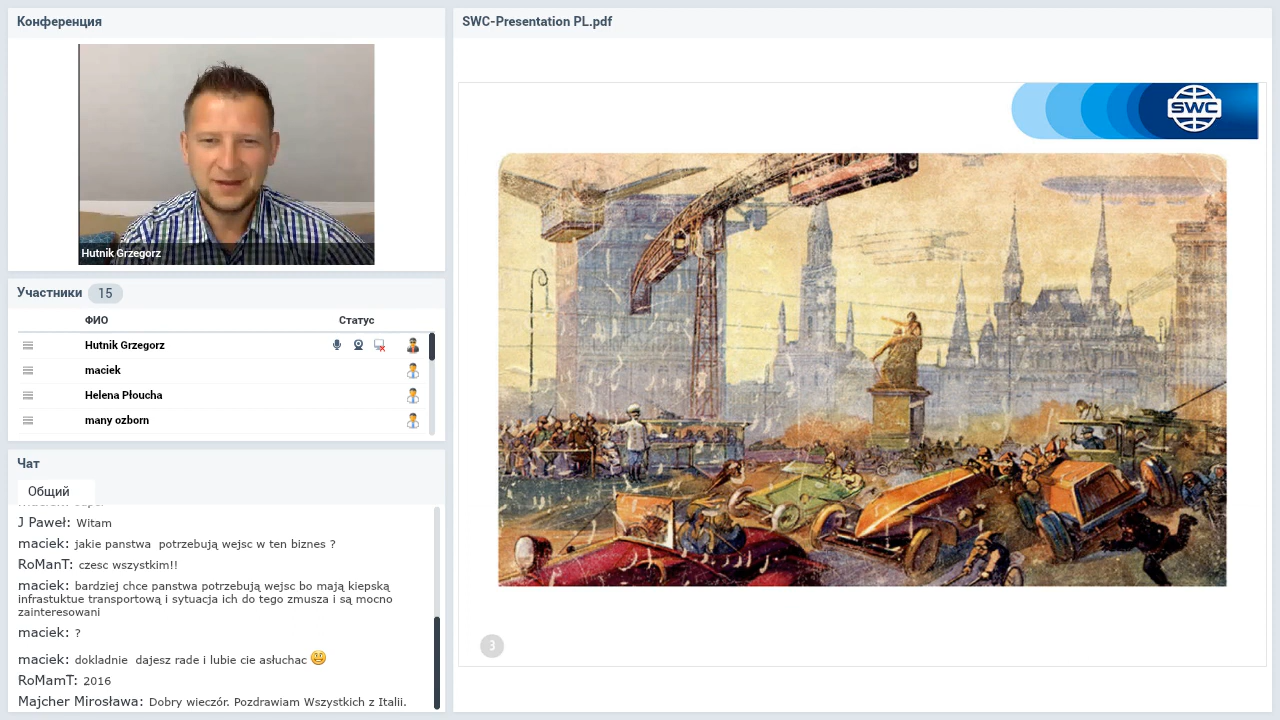 Конференция
Hutnik Grzegorz
Участники 15
ФИО Статус
Hutnik Grzegorz
maciek
Helena Płoucha
many ozborn
Чат
Общий
J Paweł: Witam
maciek: jakie panstwa potrzebują wejsc w ten biznes ?
RoManT: czesc wszystkim!!
maciek: bardziej chce panstwa potrzebują wejsc bo mają kiepską
infrastuktue transportową i sytuacja ich do tego zmusza i są mocno
zainteresowani
maciek: ?
maciek: dokladnie dajesz rade i lubie cie asłuchac
RoMamT: 2016
Majcher Mirosława: Dobry wieczór. Pozdrawiam Wszystkich z Italii.
SWC-Presentation PL.pdf
SWC
3